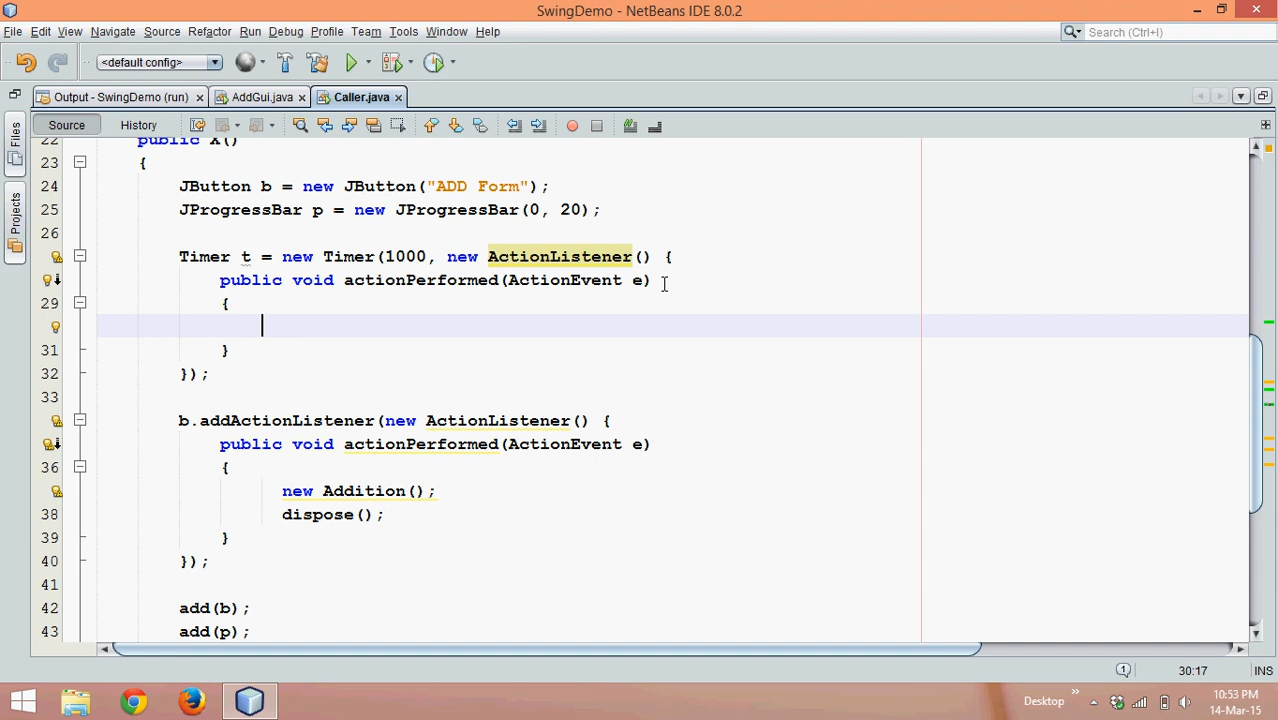 SwingDemo - NetBeans IDE 8.0.2
File Edit View Navigate Source Refactor Run Debug Profile Team Tools Window Help
Search (Ctrl+I)
<default config>
Output - SwingDemo (run) AddGui.java Caller.java
Source History
Files
Projects
22 public X()
23 {
24 JButton b = new JButton("ADD Form");
25 JProgressBar p = new JProgressBar(0, 20);
26
Timer t = new Timer(1000, new ActionListener() {
public void actionPerformed(ActionEvent e)
29 {
31 }
32 });
33
b.addActionListener(new ActionListener() {
public void actionPerformed(ActionEvent e)
36 {
new Addition();
38 dispose();
39 }
40 });
41
42 add(b);
43 add(p);
1 30:17 INS
Desktop
10:53 PM
14-Mar-15